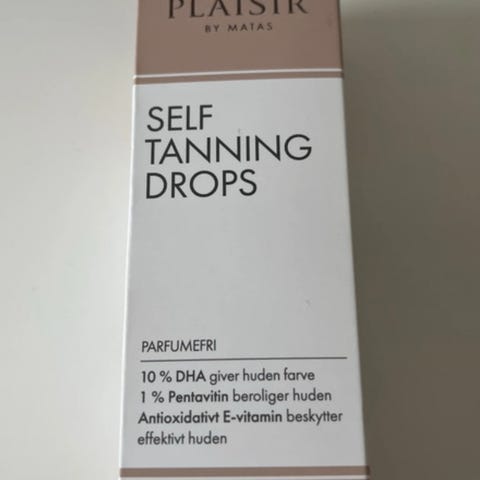 PLAISIR
BY MATAS
SELF
TANNING
DROPS
PARFUMEFRI
10 % DHA giver huden farve
1 % Pentavitin beroliger huden
Antioxidativt E-vitamin beskytter
effektivt huden